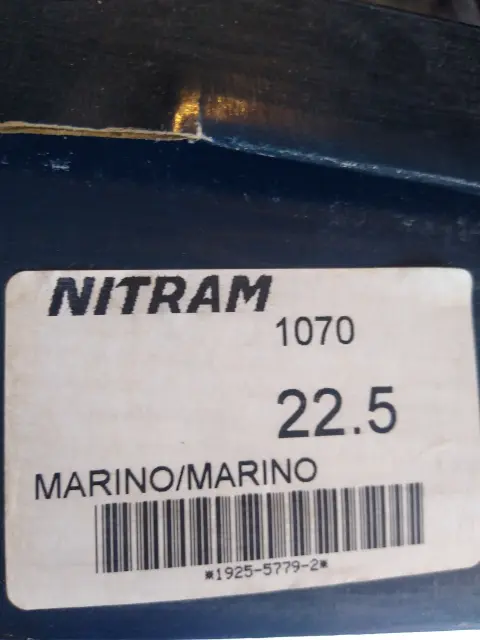 NITRAM
1070
22.5
MARINO/MARINO
*1925-5779-2*